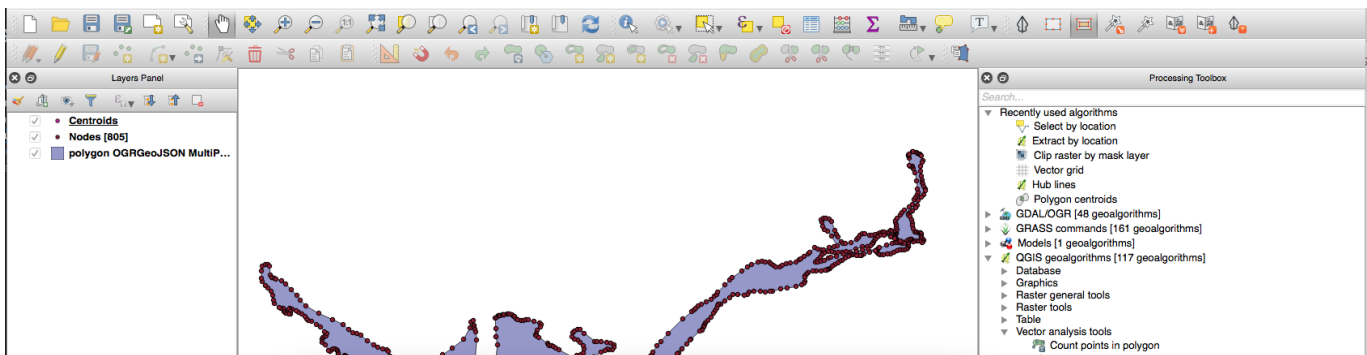 Layers Panel
Centroids
Nodes [805]
polygon OGRGeoJSON MultiP...
Processing Toolbox
Search...
Recently used algorithms
Select by location
Extract by location
Clip raster by mask layer
Vector grid
Hub lines
Polygon centroids
GDAL/OGR [48 geoalgorithms]
GRASS commands [161 geoalgorithms]
Models [1 geoalgorithms]
QGIS geoalgorithms [117 geoalgorithms]
Database
Graphics
Raster general tools
Raster tools
Table
Vector analysis tools
Count points in polygon